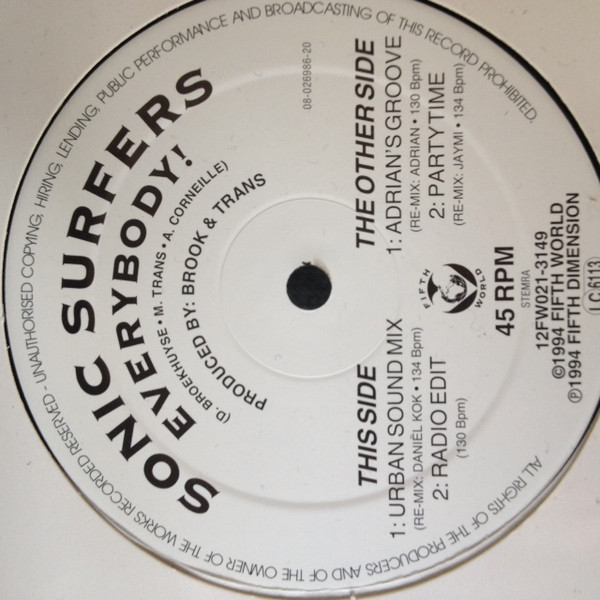 ALL RIGHTS OF THE PRODUCERS AND OF THE OWNER OF THE WORKS RECORDED RESERVED - UNAUTHORISED COPYING, HIRING, LENDING, PUBLIC PERFORMANCE AND BROADCASTING OF THIS RECORD PROHIBITED.
SONIC SURFERS
EVERYBODY!
(D. BROEKHUYSE • M. TRANS • A. CORNEILLE)
PRODUCED BY: BROOK & TRANS
08-026986-20
THIS SIDE
1: URBAN SOUND MIX
(RE-MIX: DANIËL KOK • 134 Bpm)
2: RADIO EDIT
(130 Bpm)
THE OTHER SIDE
1: ADRIAN'S GROOVE
(RE-MIX: ADRIAN • 130 Bpm)
2: PARTYTIME
(RE-MIX: JAYMI • 134 Bpm)
FIFTH WORLD
45 RPM
STEMRA
12FW021-3149
©1994 FIFTH WORLD
℗1994 FIFTH DIMENSION
LC 6113